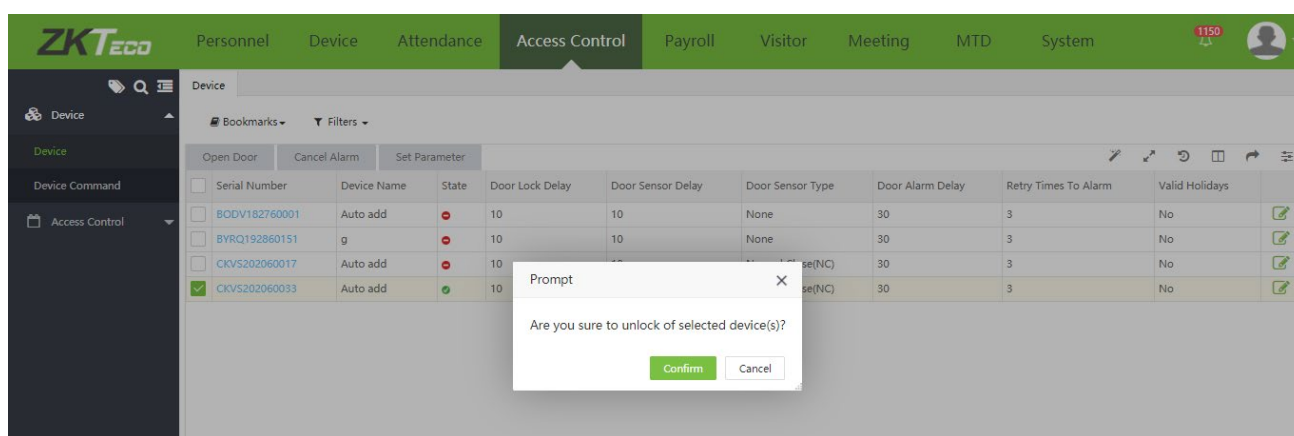 ZKTECO Personnel Device Attendance Access Control Payroll Visitor Meeting MTD System 1150
Device
Device
Bookmarks Filters
Device
Open Door Cancel Alarm Set Parameter
Device Command
Serial Number Device Name State Door Lock Delay Door Sensor Delay Door Sensor Type Door Alarm Delay Retry Times To Alarm Valid Holidays
Access Control
BODV182760001 Auto add 10 10 None 30 3 No
BYRQ192860151 g 10 10 None 30 3 No
CKVS202060017 Auto add 10 se(NC) 30 3 No
CKVS202060033 Auto add 10 se(NC) 30 3 No
Prompt
Are you sure to unlock of selected device(s)?
Confirm Cancel